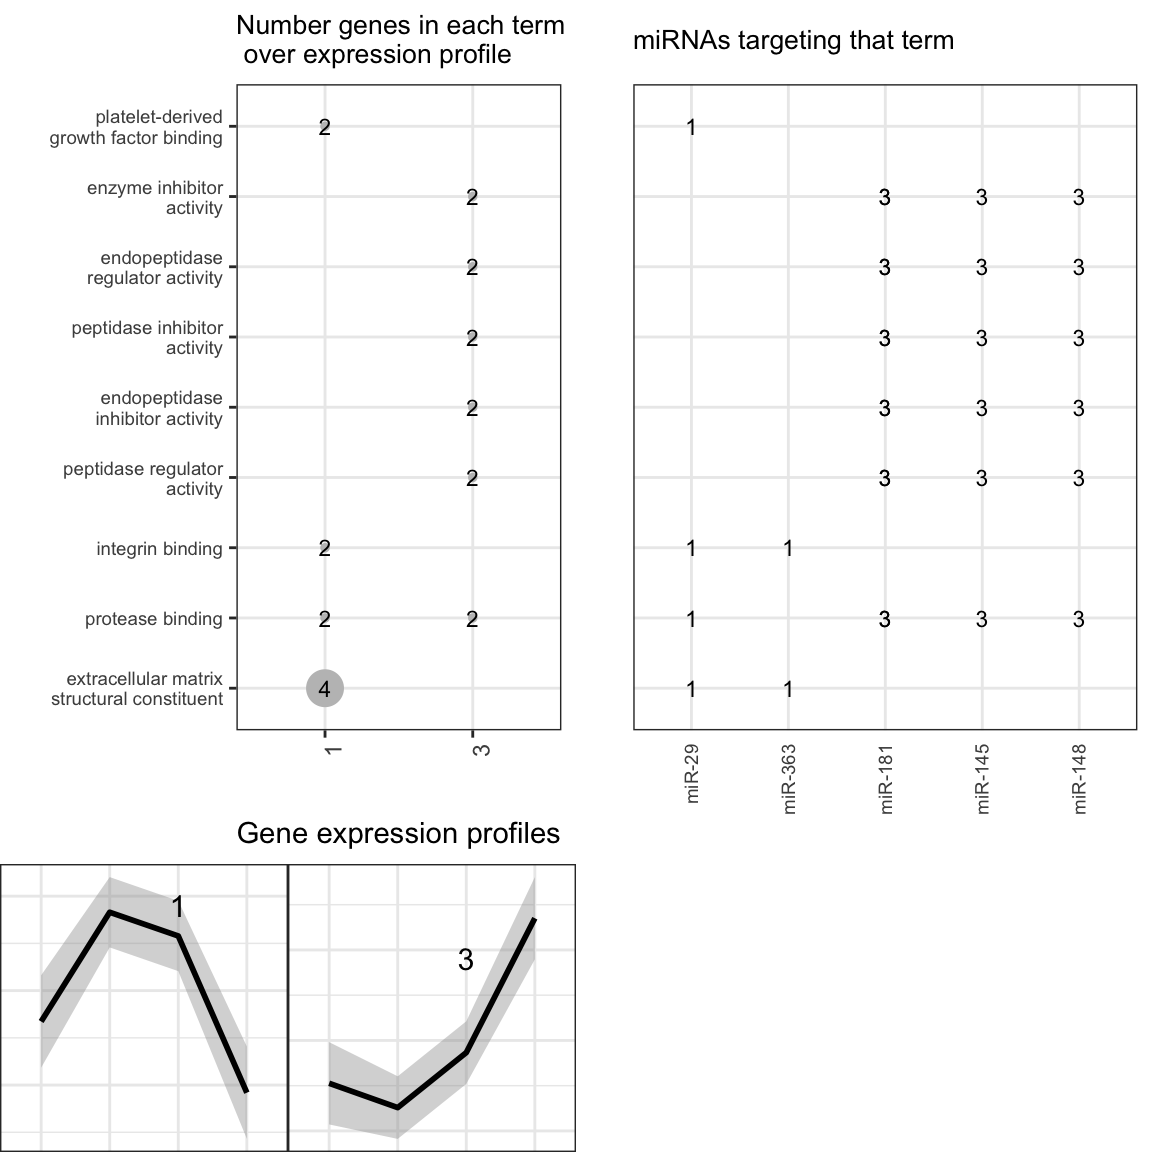 Number genes in each term
over expression profile
miRNAs targeting that term
platelet-derived
growth factor binding
2
1
enzyme inhibitor
activity
2
3 3 3
endopeptidase
regulator activity
2
3 3 3
peptidase inhibitor
activity
2
3 3 3
endopeptidase
inhibitor activity
2
3 3 3
peptidase regulator
activity
2
3 3 3
integrin binding
2
1 1
protease binding
2 2
1 3 3 3
extracellular matrix
structural constituent
4
1 1
1
3
miR-29
miR-363
miR-181
miR-145
miR-148
Gene expression profiles
1
3